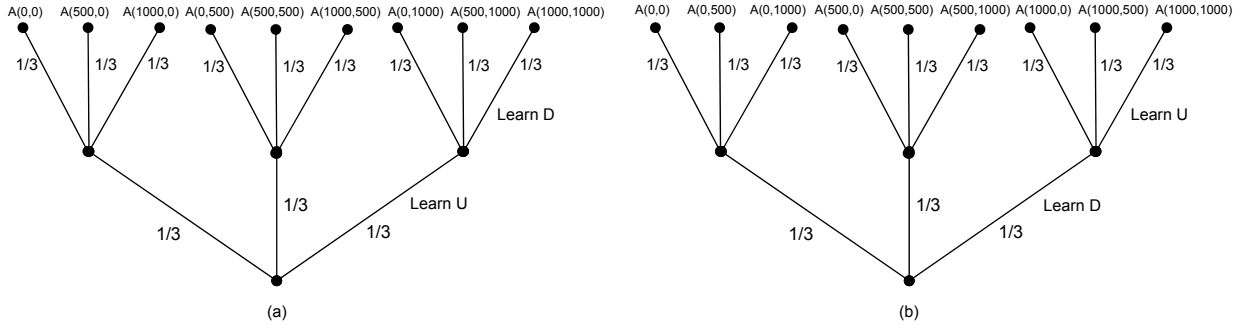 A(0,0) A(500,0) A(1000,0) A(0,500) A(500,500) A(1000,500) A(0,1000) A(500,1000) A(1000,1000)
1/3 1/3 1/3 1/3 1/3 1/3 1/3 1/3 1/3
Learn D
Learn U
1/3 1/3 1/3
(a)
A(0,0) A(0,500) A(0,1000) A(500,0) A(500,500) A(500,1000) A(1000,0) A(1000,500) A(1000,1000)
1/3 1/3 1/3 1/3 1/3 1/3 1/3 1/3 1/3
Learn U
Learn D
1/3 1/3 1/3
(b)